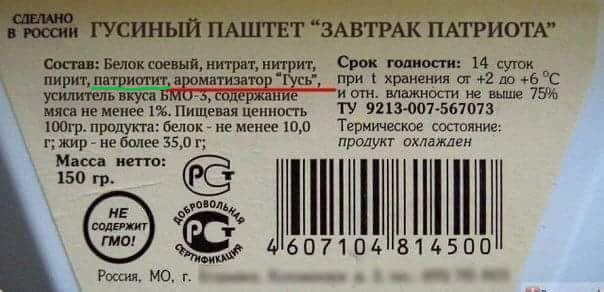 СДЕЛАНО
В РОССИИ
ГУСИНЫЙ ПАШТЕТ "ЗАВТРАК ПАТРИОТА"
Состав: Белок соевый, нитрат, нитрит,
пирит, патриотит, ароматизатор "Гусь",
усилитель вкуса БМО-3, содержание
мяса не менее 1%. Пищевая ценность
100гр. продукта: белок - не менее 10,0
г; жир - не более 35,0 г;
Масса нетто:
150 гр.
Срок годности: 14 суток
при t хранения от +2 до +6 °С
и отн. влажности не выше 75%
ТУ 9213-007-567073
Термическое состояние:
продукт охлажден
РСТ
НЕ
СОДЕРЖИТ
ГМО!
ДОБРОВОЛЬНАЯ
РСТ
СЕРТИФИКАЦИЯ
4 607104 814500
Россия, МО, г.